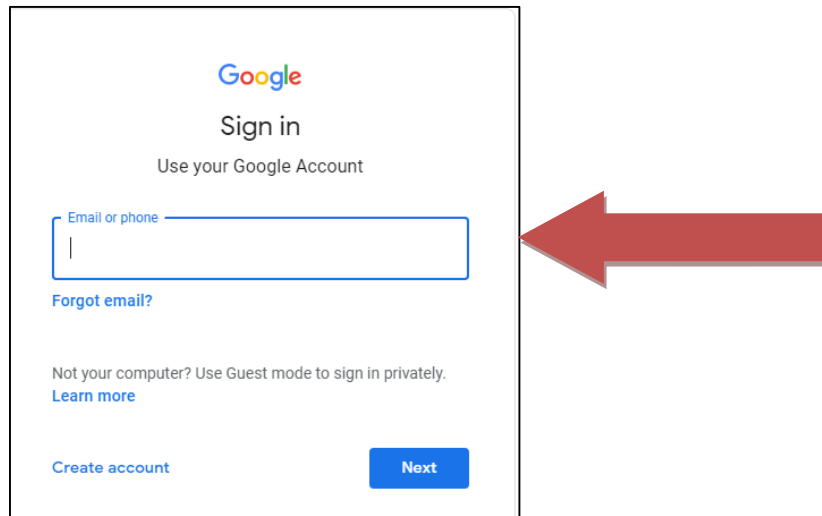 Google
Sign in
Use your Google Account
Email or phone
Forgot email?
Not your computer? Use Guest mode to sign in privately.
Learn more
Create account
Next